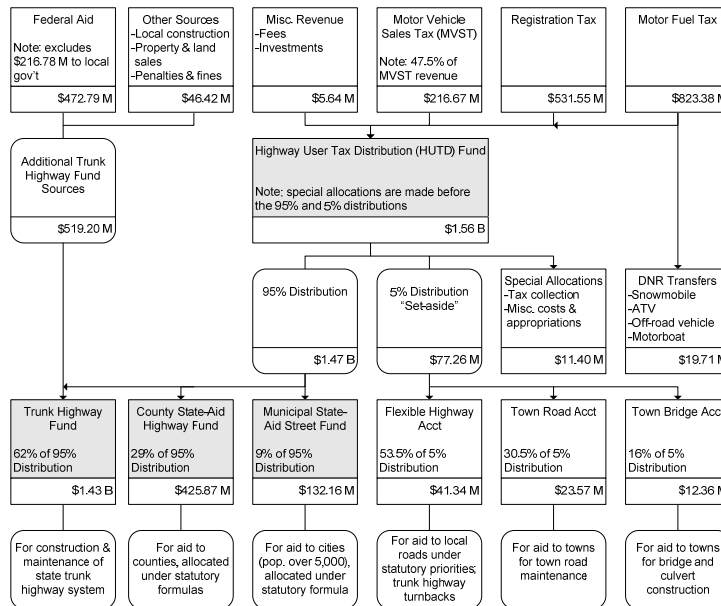 Federal Aid
Note: excludes
$216.78 M to local
gov't
$472.79 M
Other Sources
-Local construction
-Property & land
sales
-Penalties & fines
$46.42 M
Misc. Revenue
-Fees
-Investments
$5.64 M
Motor Vehicle
Sales Tax (MVST)
Note: 47.5% of
MVST revenue
$216.67 M
Registration Tax
$531.55 M
Motor Fuel Tax
$823.38 M
Additional Trunk
Highway Fund
Sources
$519.20 M
Highway User Tax Distribution (HUTD) Fund
Note: special allocations are made before
the 95% and 5% distributions
$1.56 B
95% Distribution
$1.47 B
5% Distribution
"Set-aside"
$77.26 M
Special Allocations
-Tax collection
-Misc. costs &
appropriations
$11.40 M
DNR Transfers
-Snowmobile
-ATV
-Off-road vehicle
-Motorboat
$19.71 M
Trunk Highway
Fund
62% of 95%
Distribution
$1.43 B
County State-Aid
Highway Fund
29% of 95%
Distribution
$425.87 M
Municipal State-
Aid Street Fund
9% of 95%
Distribution
$132.16 M
Flexible Highway
Acct
53.5% of 5%
Distribution
$41.34 M
Town Road Acct
30.5% of 5%
Distribution
$23.57 M
Town Bridge Acct
16% of 5%
Distribution
$12.36 M
For construction &
maintenance of
state trunk
highway system
For aid to
counties, allocated
under statutory
formulas
For aid to cities
(pop. over 5,000),
allocated under
statutory formula
For aid to local
roads under
statutory priorities;
trunk highway
turnbacks
For aid to towns
for town road
maintenance
For aid to towns
for bridge and
culvert
construction